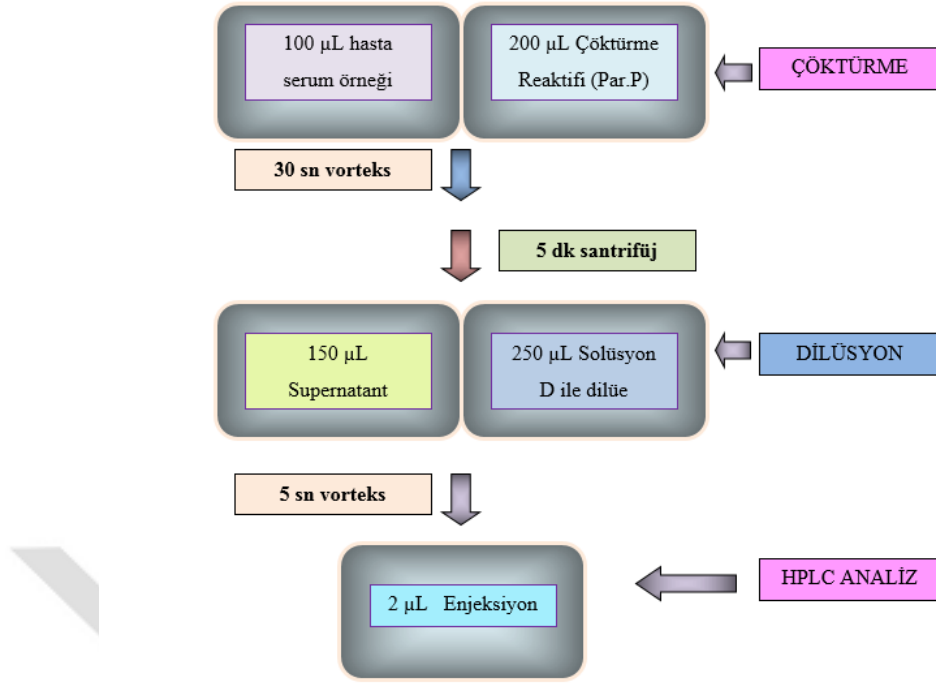 100 µL hasta
serum örneği
200 µL Çöktürme
Reaktifi (Par.P)
ÇÖKTÜRME
30 sn vorteks
5 dk santrifüj
150 µL
Supernatant
250 µL Solüsyon
D ile dilüe
DİLÜSYON
5 sn vorteks
2 µL Enjeksiyon
HPLC ANALİZ